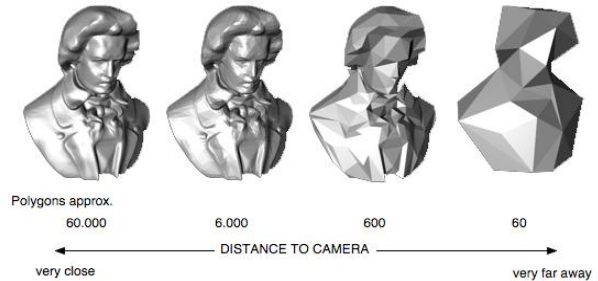 Polygons approx.
60.000 6.000 600 60
DISTANCE TO CAMERA
very close very far away